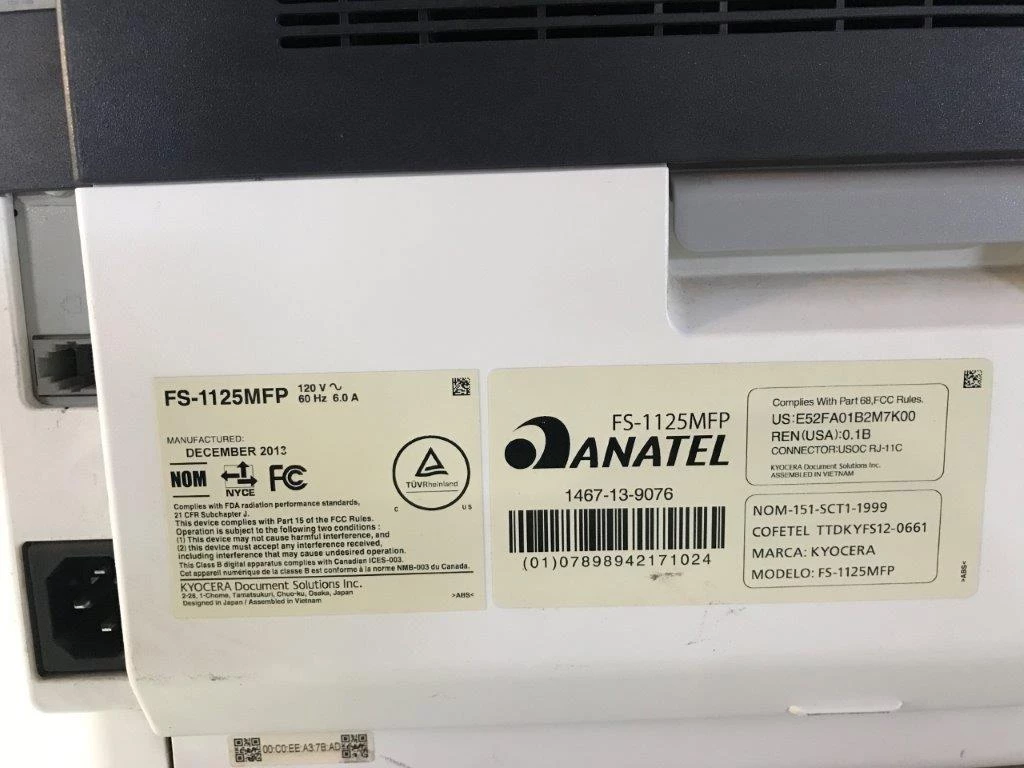 FS-1125MFP
120 V ~
60 Hz 6.0 A
MANUFACTURED:
DECEMBER 2013
NOM
NYCE
FC
TÜVRheinland
C US
Complies with FDA radiation performance standards,
21 CFR Subchapter J.
This device complies with Part 15 of the FCC Rules.
Operation is subject to the following two conditions :
(1) This device may not cause harmful interference, and
(2) this device must accept any interference received,
including interference that may cause undesired operation.
This Class B digital apparatus complies with Canadian ICES-003.
Cet appareil numérique de la classe B est conforme à la norme NMB-003 du Canada.
KYOCERA Document Solutions Inc.
2-28, 1-Chome, Tamatsukuri, Chuo-ku, Osaka, Japan
Designed in Japan / Assembled in Vietnam
>ABS<
FS-1125MFP
ANATEL
1467-13-9076
(01)07898942171024
Complies With Part 68,FCC Rules.
US:E52FA01B2M7K00
REN(USA):0.1B
CONNECTOR:USOC RJ-11C
KYOCERA Document Solutions Inc.
ASSEMBLED IN VIETNAM
NOM-151-SCT1-1999
COFETEL TTDKYFS12-0661
MARCA: KYOCERA
MODELO: FS-1125MFP
>ABS<
00:C0:EE:A3:7B:AD